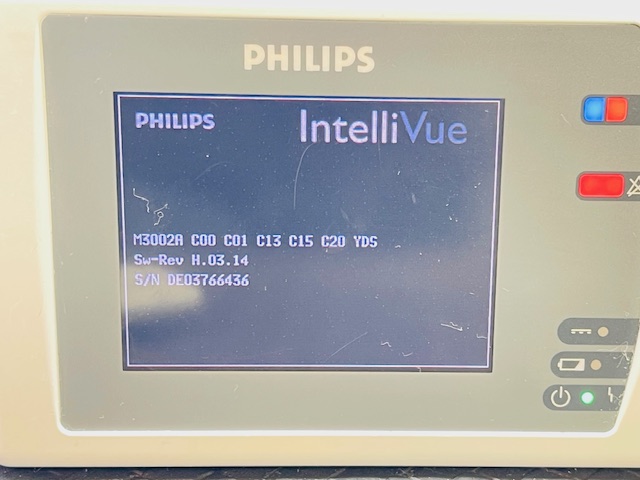 PHILIPS
PHILIPS IntelliVue
M3002A C00 C01 C13 C15 C20 YDS
Sw-Rev H.03.14
S/N DE03766436